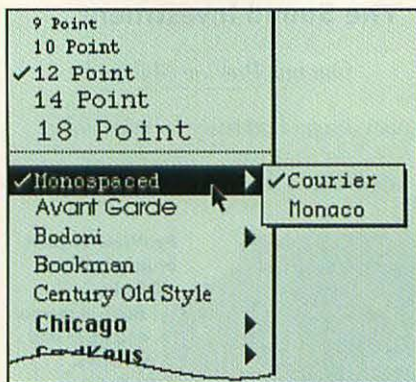 9 Point
10 Point
✓12 Point
14 Point
18 Point
✓Monospaced
✓Courier
Monaco
Avant Garde
Bodoni
Bookman
Century Old Style
Chicago
CmdKeys